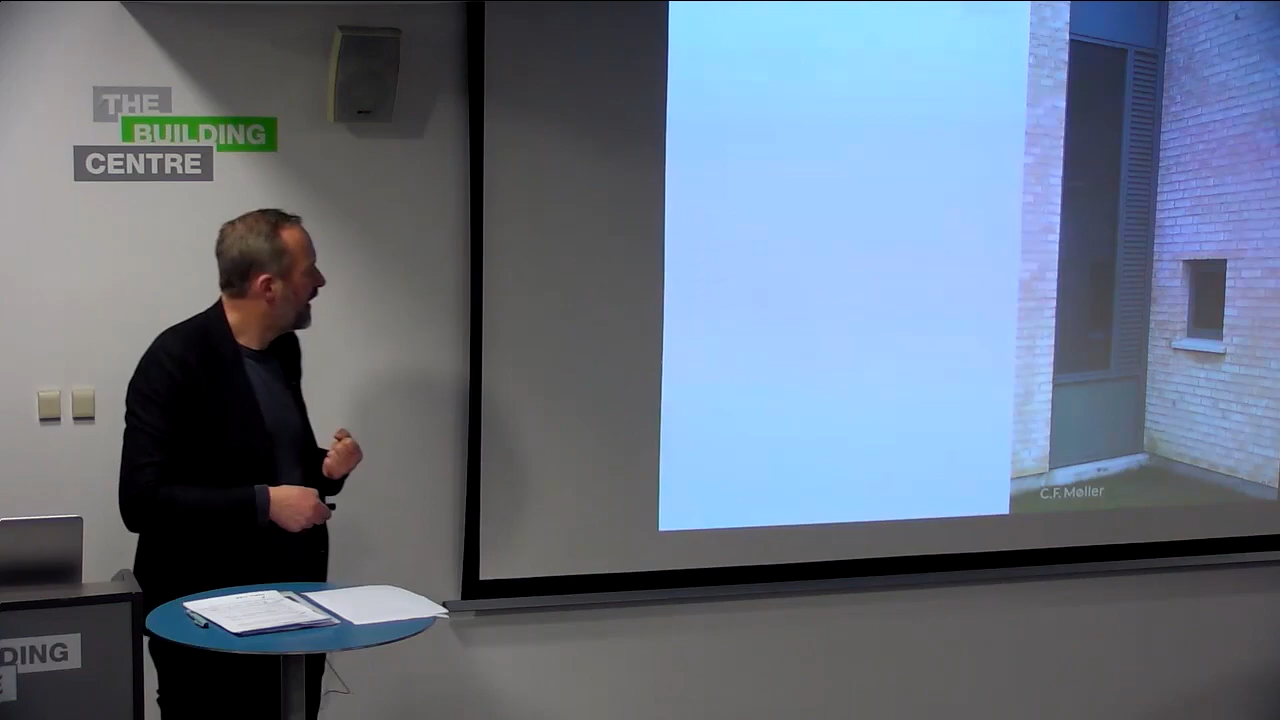 THE
BUILDING
CENTRE
C.F. Møller
DING
E